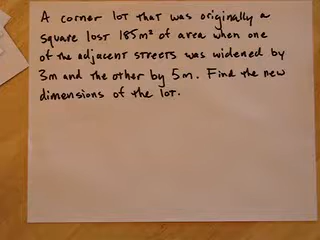 A corner lot that was originally a
square lost 185m² of area when one
of the adjacent streets was widened by
3m and the other by 5m. Find the new
dimensions of the lot.